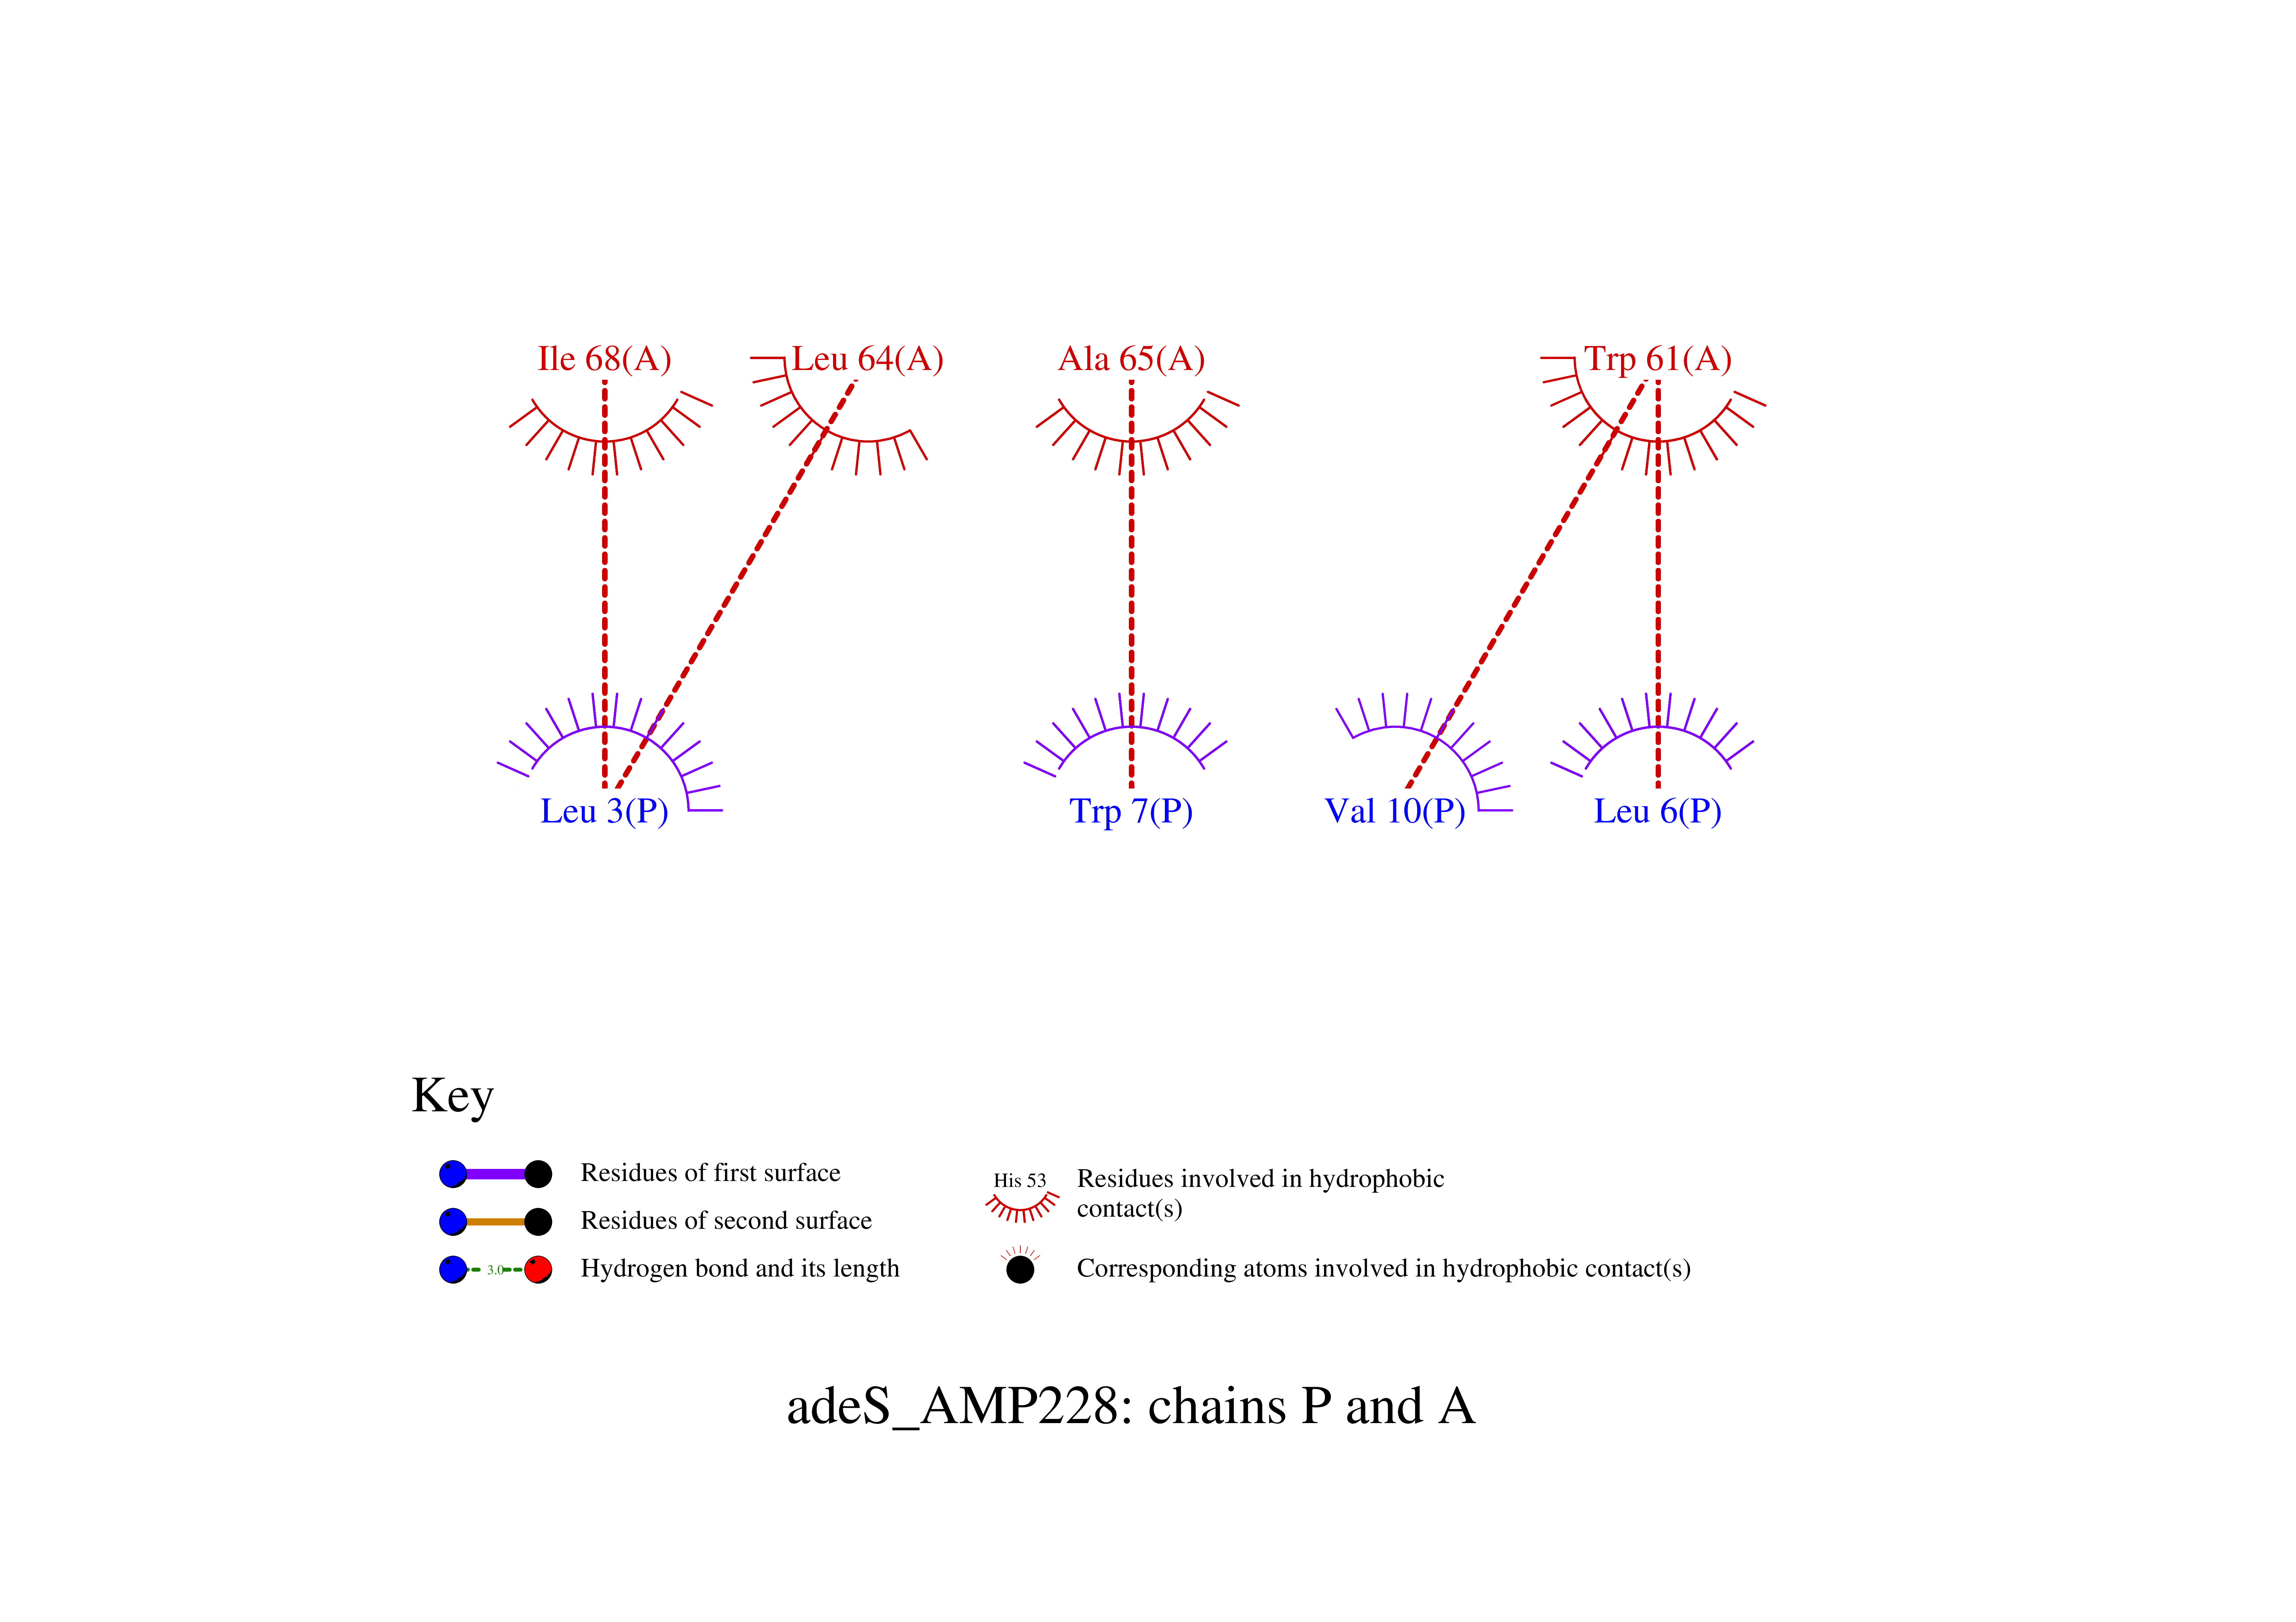 Ile 68(A) Leu 64(A) Ala 65(A) Trp 61(A)
Leu 3(P) Trp 7(P) Val 10(P) Leu 6(P)
Key
Residues of first surface
Residues of second surface
3.0 Hydrogen bond and its length
His 53 Residues involved in hydrophobic
contact(s)
Corresponding atoms involved in hydrophobic contact(s)
adeS_AMP228: chains P and A